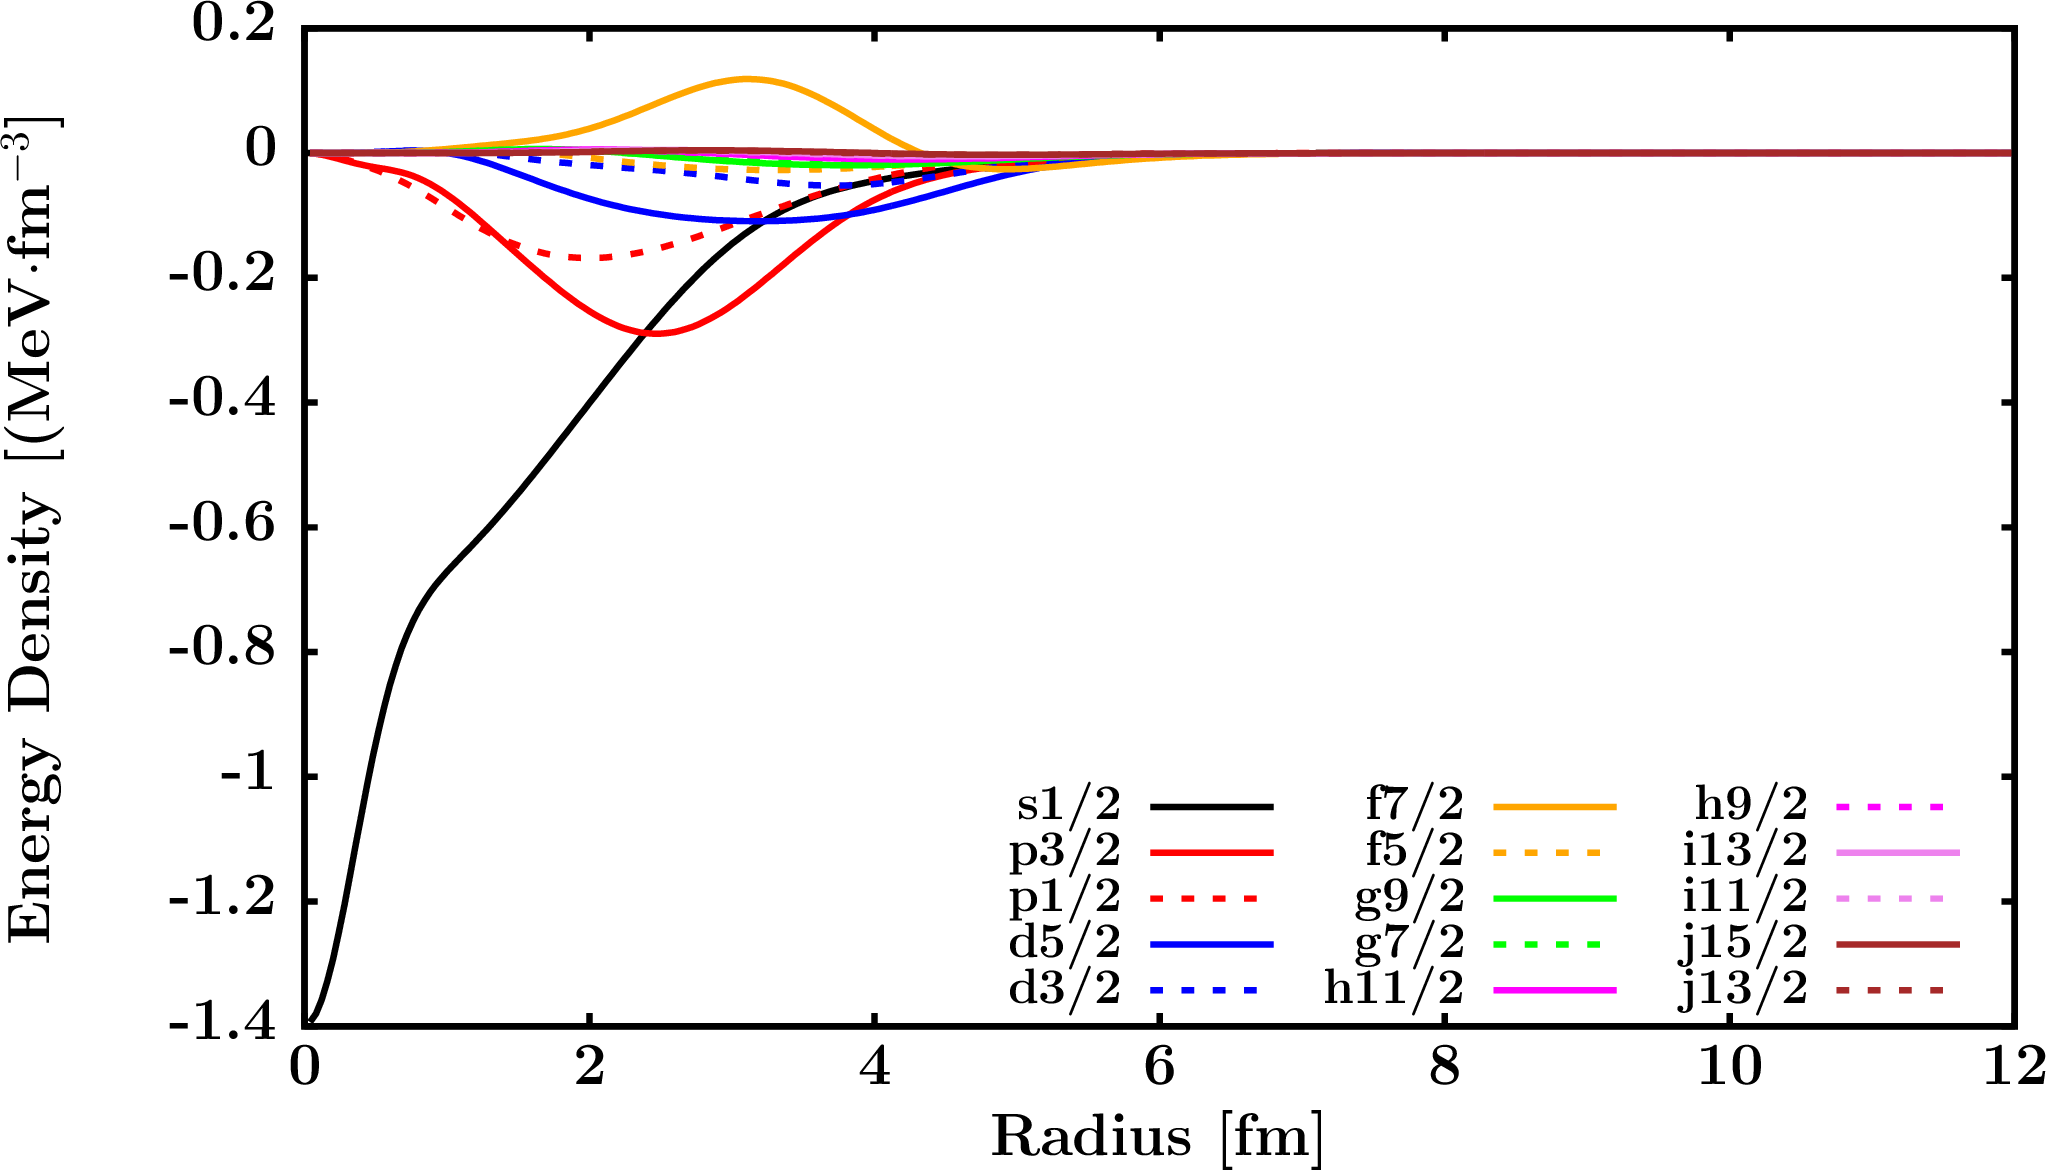 0.2
0
-0.2
-0.4
-0.6
-0.8
-1
-1.2
-1.4
Energy Density [(MeV·fm⁻³]
s1/2 f7/2 h9/2
p3/2 f5/2 i13/2
p1/2 g9/2 i11/2
d5/2 g7/2 j15/2
d3/2 h11/2 j13/2
0 2 4 6 8 10 12
Radius [fm]